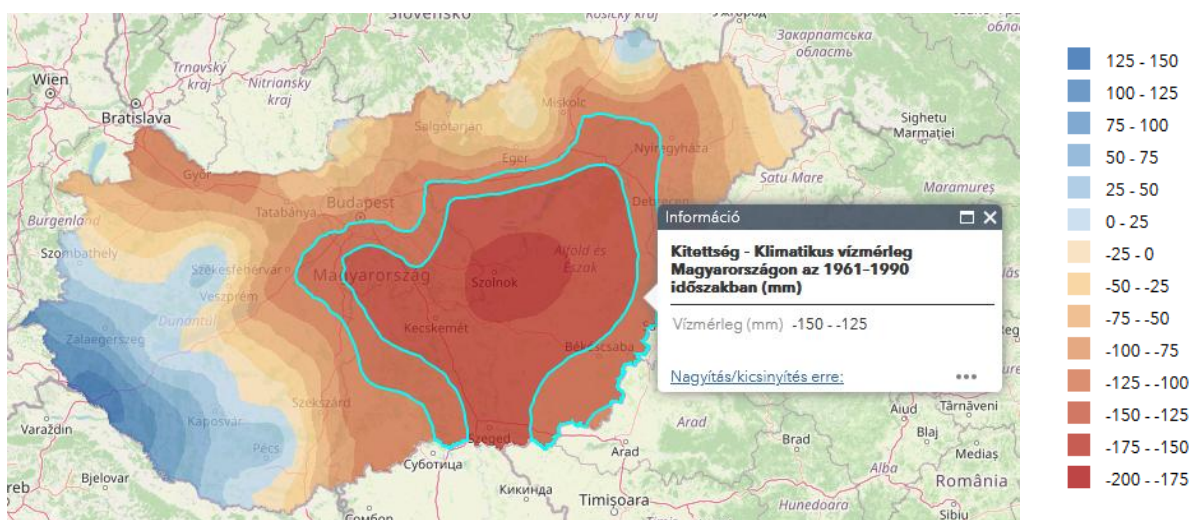 Slovensko
Košický kraj
Ужгород
Закарпатська
область
Wien
Trnavský
kraj
Nitriansky
kraj
Bratislava
Miskolc
Salgótarján
Sighetu
Marmației
Nyíregyháza
Eger
Győr
Satu Mare
Maramureș
Tatabánya
Budapest
Debrecen
Burgenland
Szombathely
Székesfehérvár
Magyarország
Alföld és
Észak
Szolnok
Veszprém
Dunántúl
Kecskemét
Zalaegerszeg
Békéscsaba
Szekszárd
Kaposvár
Varaždin
Pécs
Szeged
Суботица
Arad
Arad
Brad
Aiud
Târnăveni
Blaj
Mediaș
Alba
România
Bjelovar
Кикинда
Timișoara
Hunedoara
Sibiu
Сомбор
Információ
Kitettség - Klimatikus vízmérleg
Magyarországon az 1961-1990
időszakban (mm)
Vízmérleg (mm) -150 - -125
Nagyítás/kicsinyítés erre:
125 - 150
100 - 125
75 - 100
50 - 75
25 - 50
0 - 25
-25 - 0
-50 - -25
-75 - -50
-100 - -75
-125 - -100
-150 - -125
-175 - -150
-200 - -175